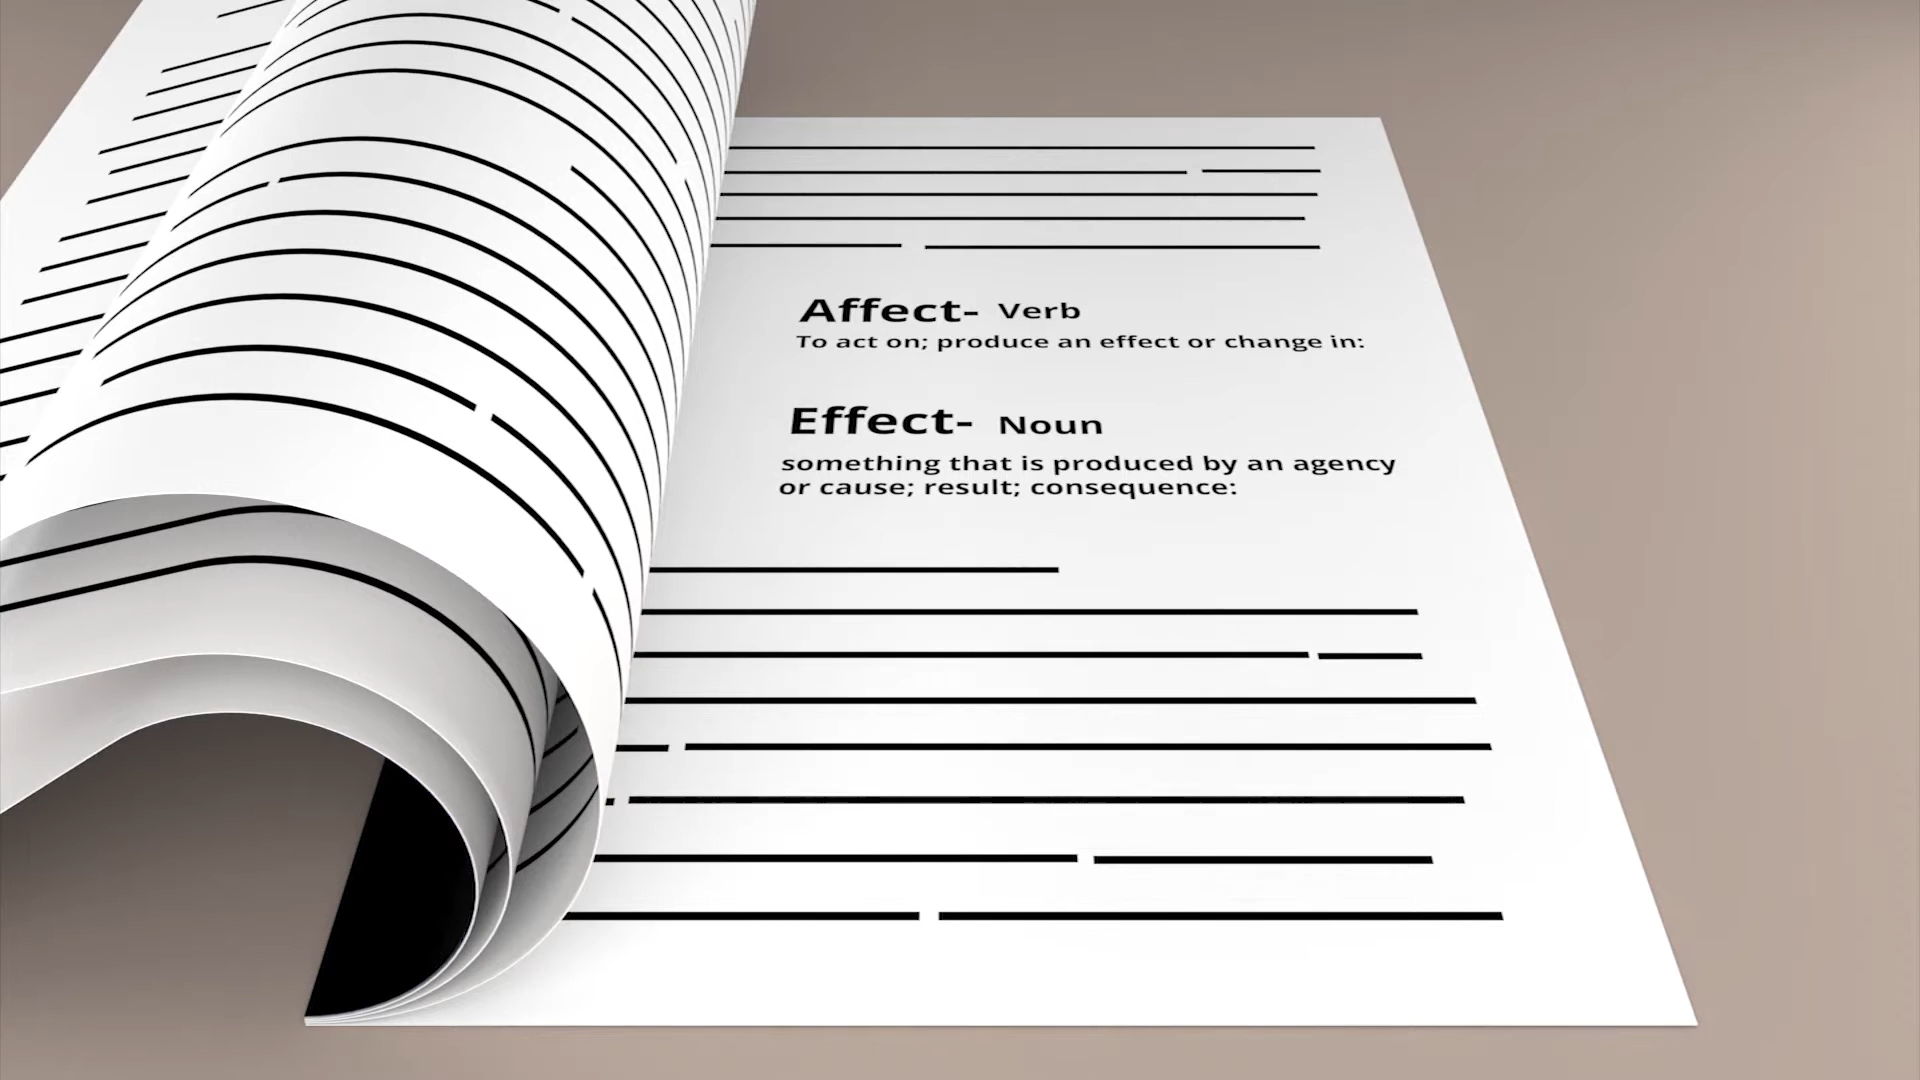 Affect- Verb
To act on; produce an effect or change in:
Effect- Noun
something that is produced by an agency
or cause; result; consequence: